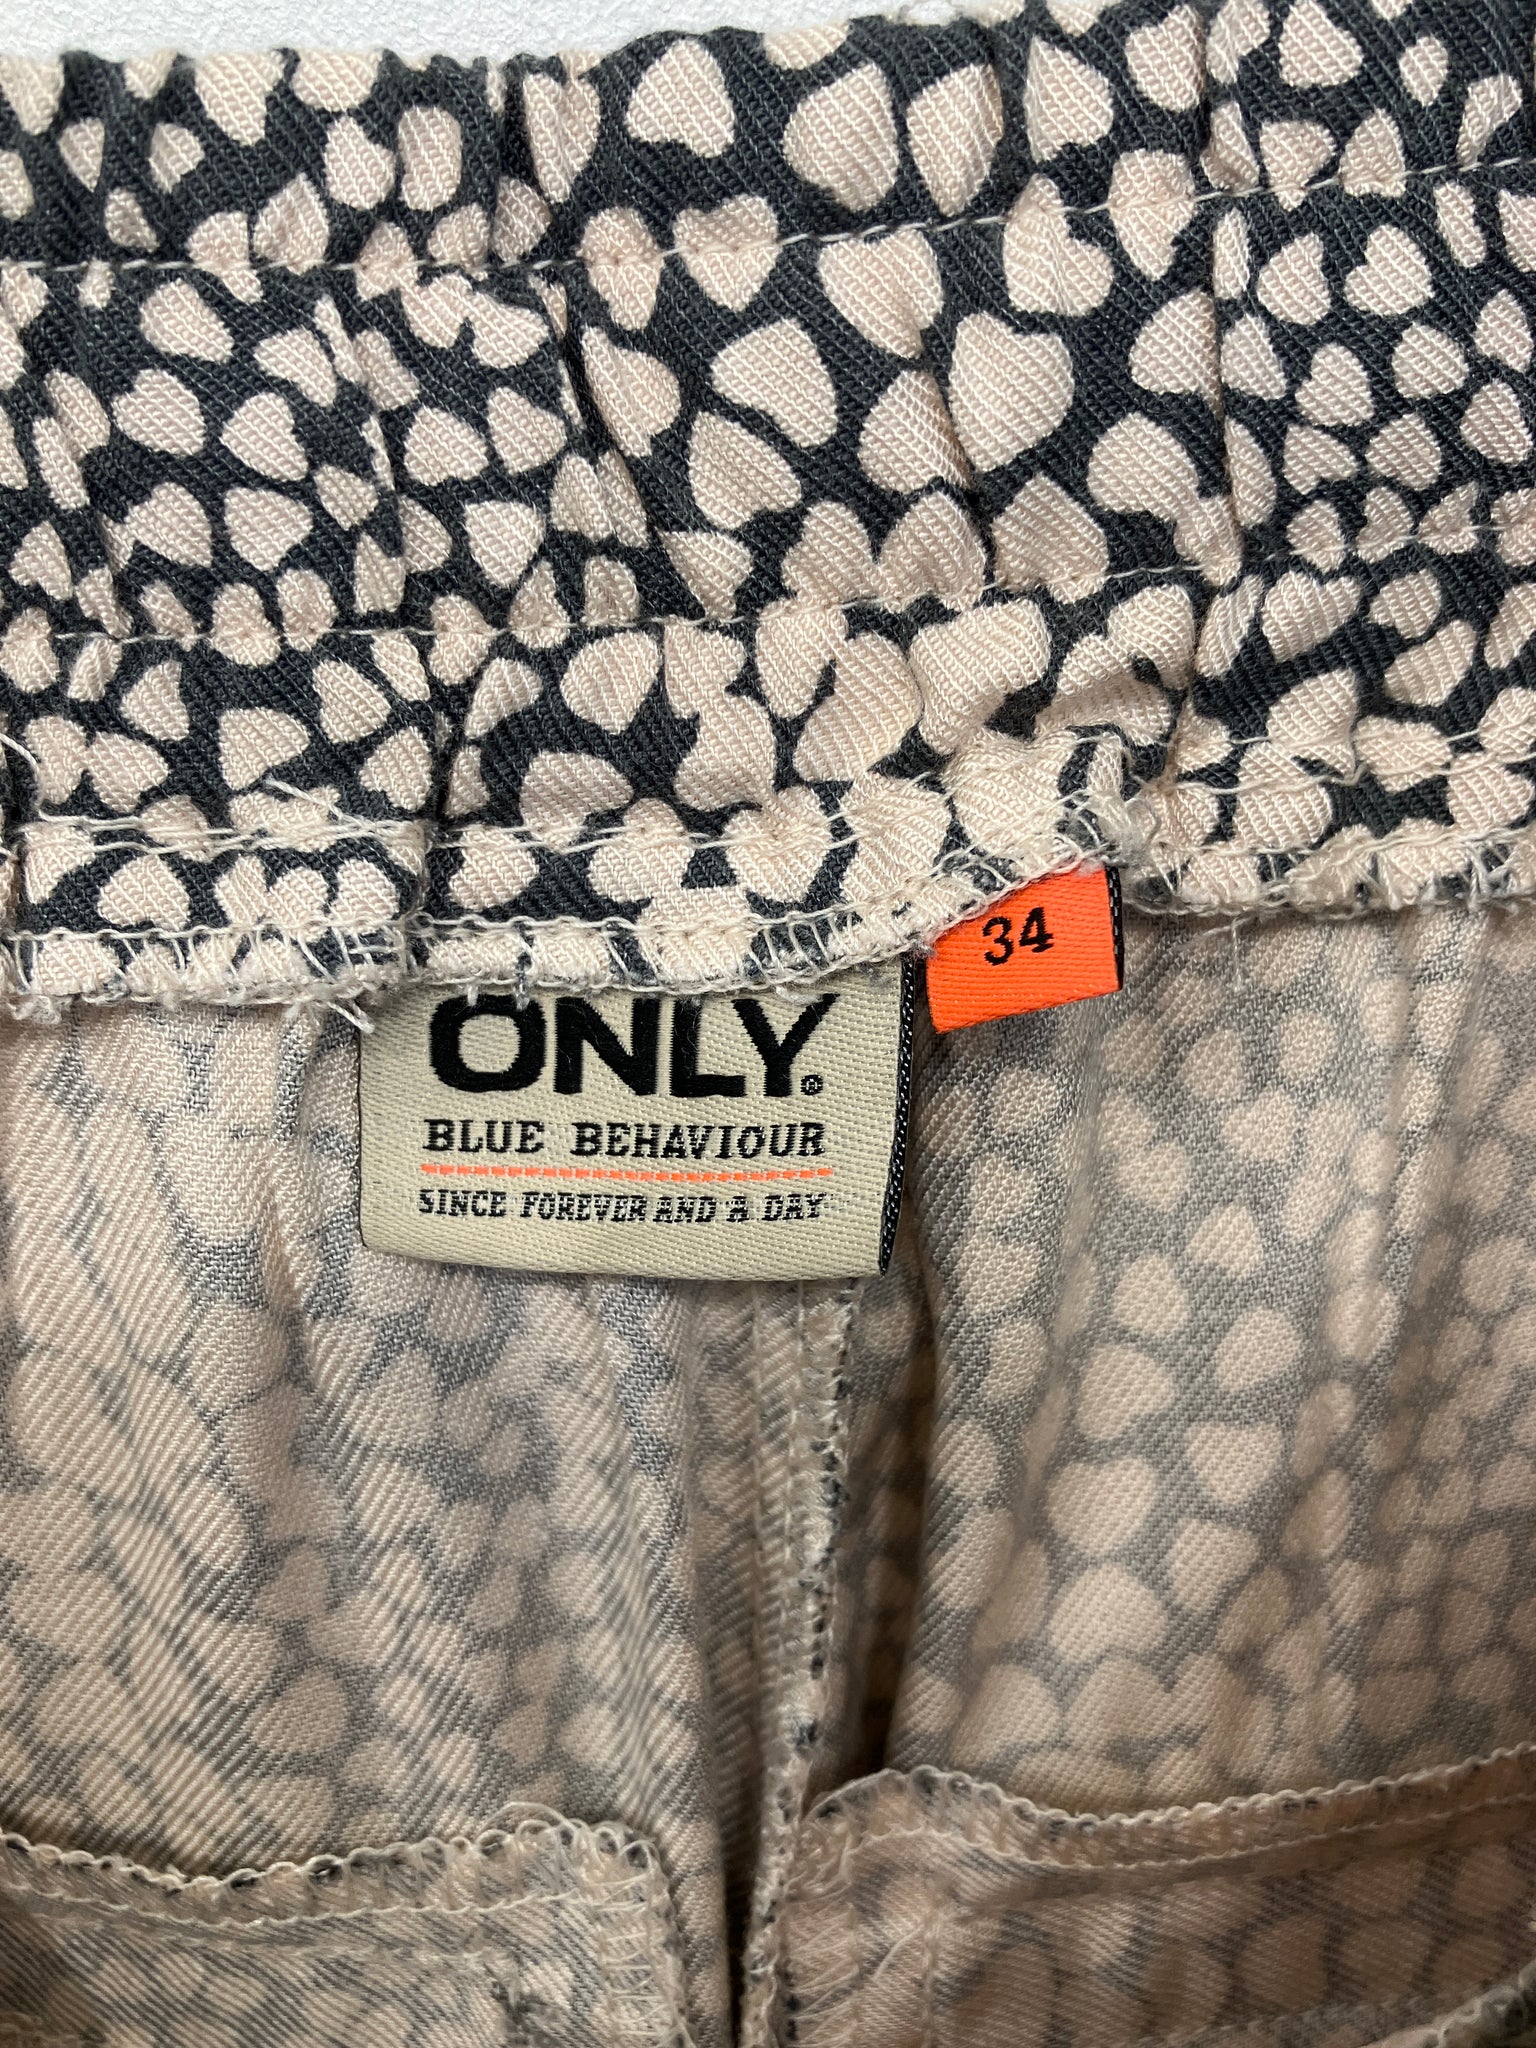 34
ONLY.®
BLUE BEHAVIOUR
SINCE FOREVER AND A DAY